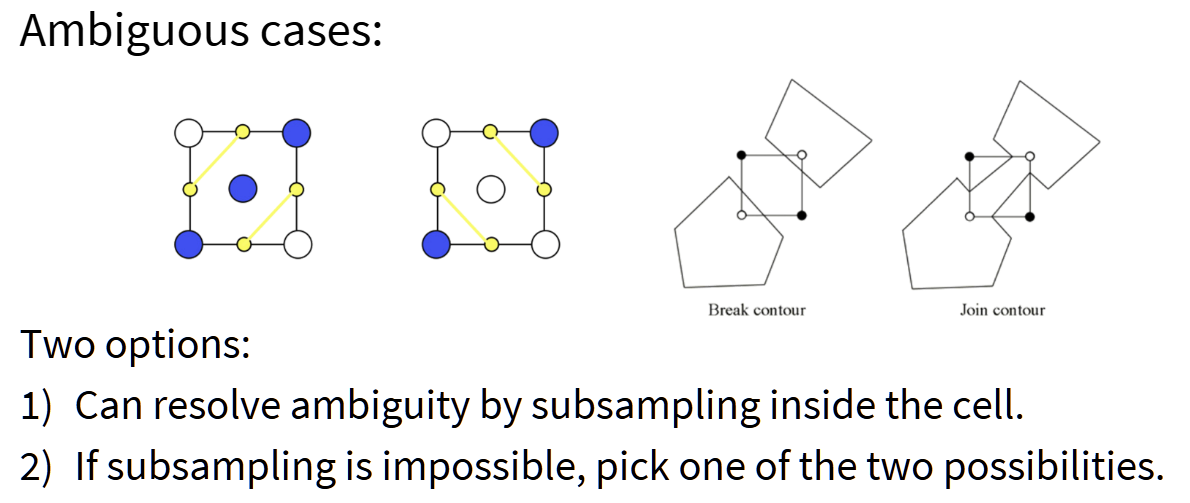 Ambiguous cases:
Break contour
Join contour
Two options:
1) Can resolve ambiguity by subsampling inside the cell.
2) If subsampling is impossible, pick one of the two possibilities.